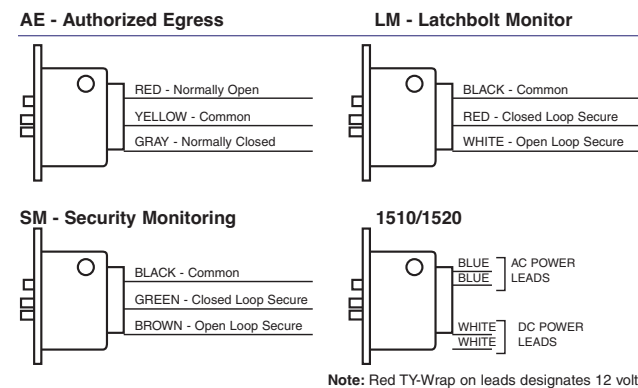 AE - Authorized Egress
RED - Normally Open
YELLOW - Common
GRAY - Normally Closed
LM - Latchbolt Monitor
BLACK - Common
RED - Closed Loop Secure
WHITE - Open Loop Secure
SM - Security Monitoring
BLACK - Common
GREEN - Closed Loop Secure
BROWN - Open Loop Secure
1510/1520
BLUE
BLUE
AC POWER
LEADS
WHITE
WHITE
DC POWER
LEADS
Note: Red TY-Wrap on leads designates 12 volt